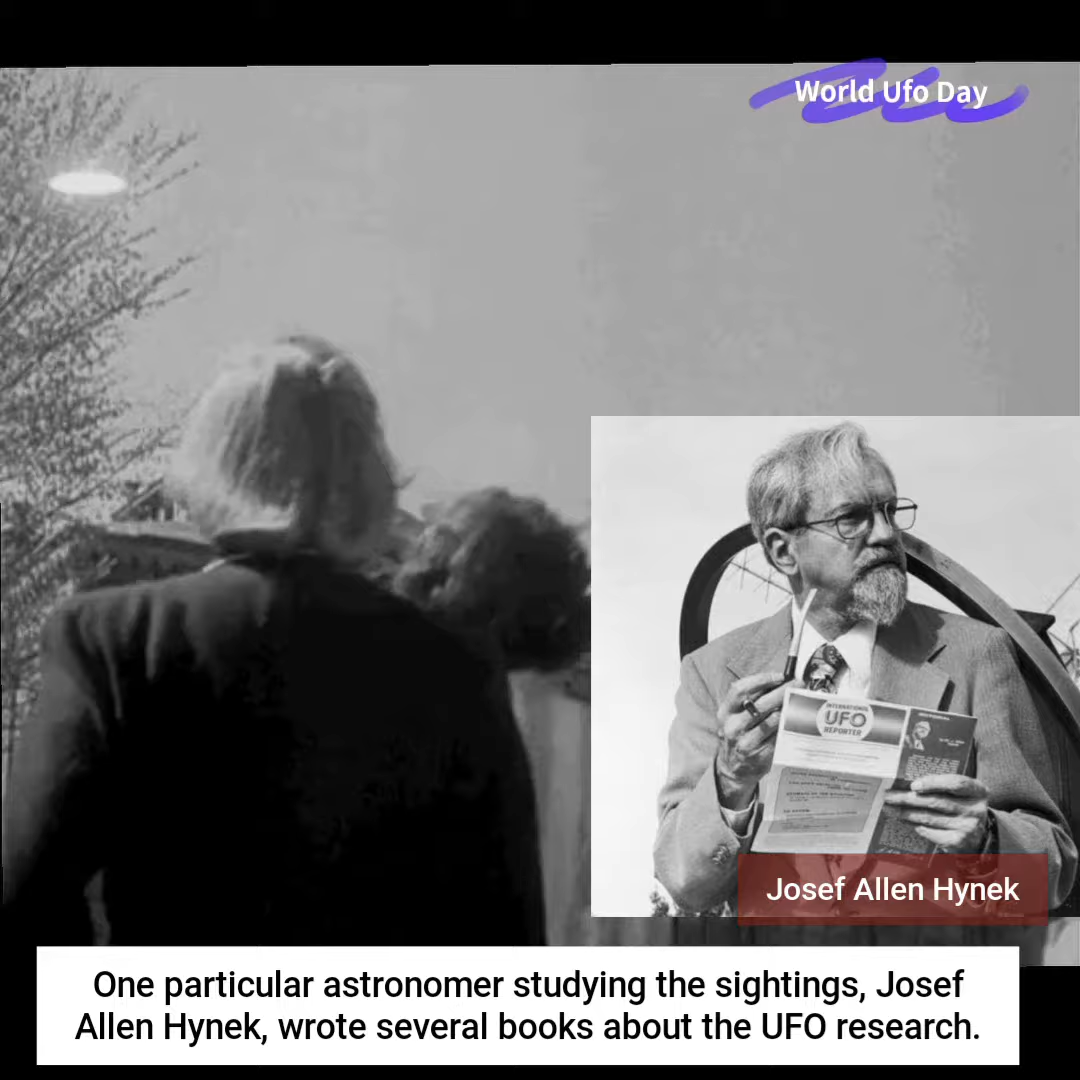 World Ufo Day
INTERNATIONAL
UFO
REPORTER
Josef Allen Hynek
One particular astronomer studying the sightings, Josef
Allen Hynek, wrote several books about the UFO research.